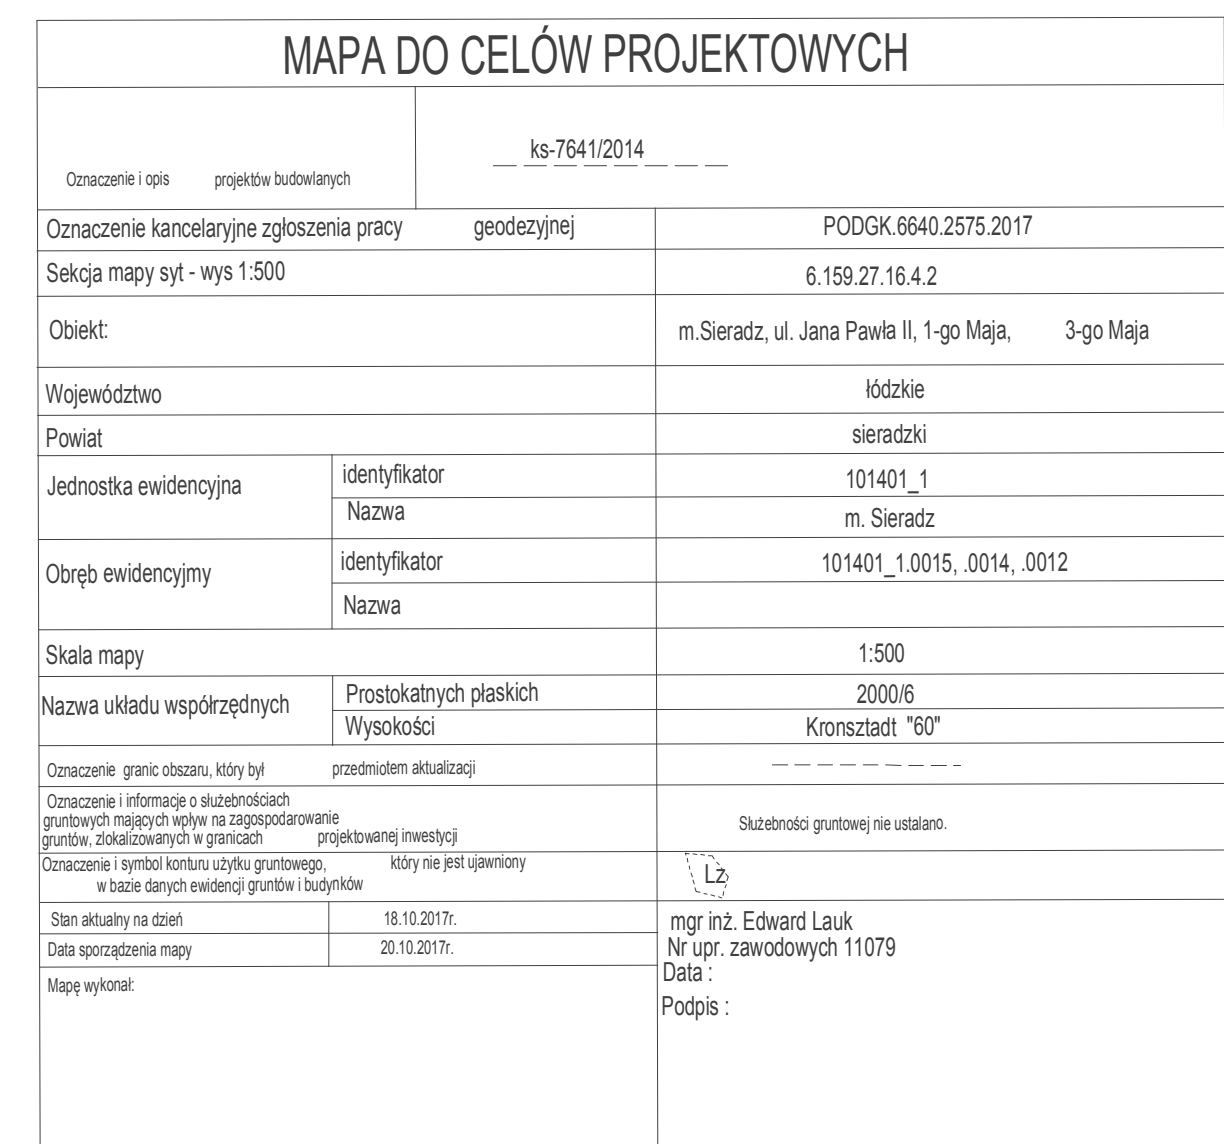 MAPA DO CELÓW PROJEKTOWYCH
ks-7641/2014
Oznaczenie i opis projektów budowlanych
Oznaczenie kancelaryjne zgłoszenia pracy geodezyjnej PODGK.6640.2575.2017
Sekcja mapy syt - wys 1:500 6.159.27.16.4.2
Obiekt: m.Sieradz, ul. Jana Pawła II, 1-go Maja, 3-go Maja
Województwo łódzkie
Powiat sieradzki
Jednostka ewidencyjna identyfikator 101401_1
Nazwa m. Sieradz
Obręb ewidencyjmy identyfikator 101401_1.0015, .0014, .0012
Nazwa
Skala mapy 1:500
Nazwa układu współrzędnych Prostokatnych płaskich 2000/6
Wysokości Kronsztadt "60"
Oznaczenie granic obszaru, który był przedmiotem aktualizacji
Oznaczenie i informacje o służebnościach
gruntowych mających wpływ na zagospodarowanie
gruntów, zlokalizowanych w granicach projektowanej inwestycji
Służebności gruntowej nie ustalano.
Oznaczenie i symbol konturu użytku gruntowego, który nie jest ujawniony
w bazie danych ewidencji gruntów i budynków
Lz
Stan aktualny na dzień 18.10.2017r.
Data sporządzenia mapy 20.10.2017r.
Mapę wykonał:
mgr inż. Edward Lauk
Nr upr. zawodowych 11079
Data :
Podpis :